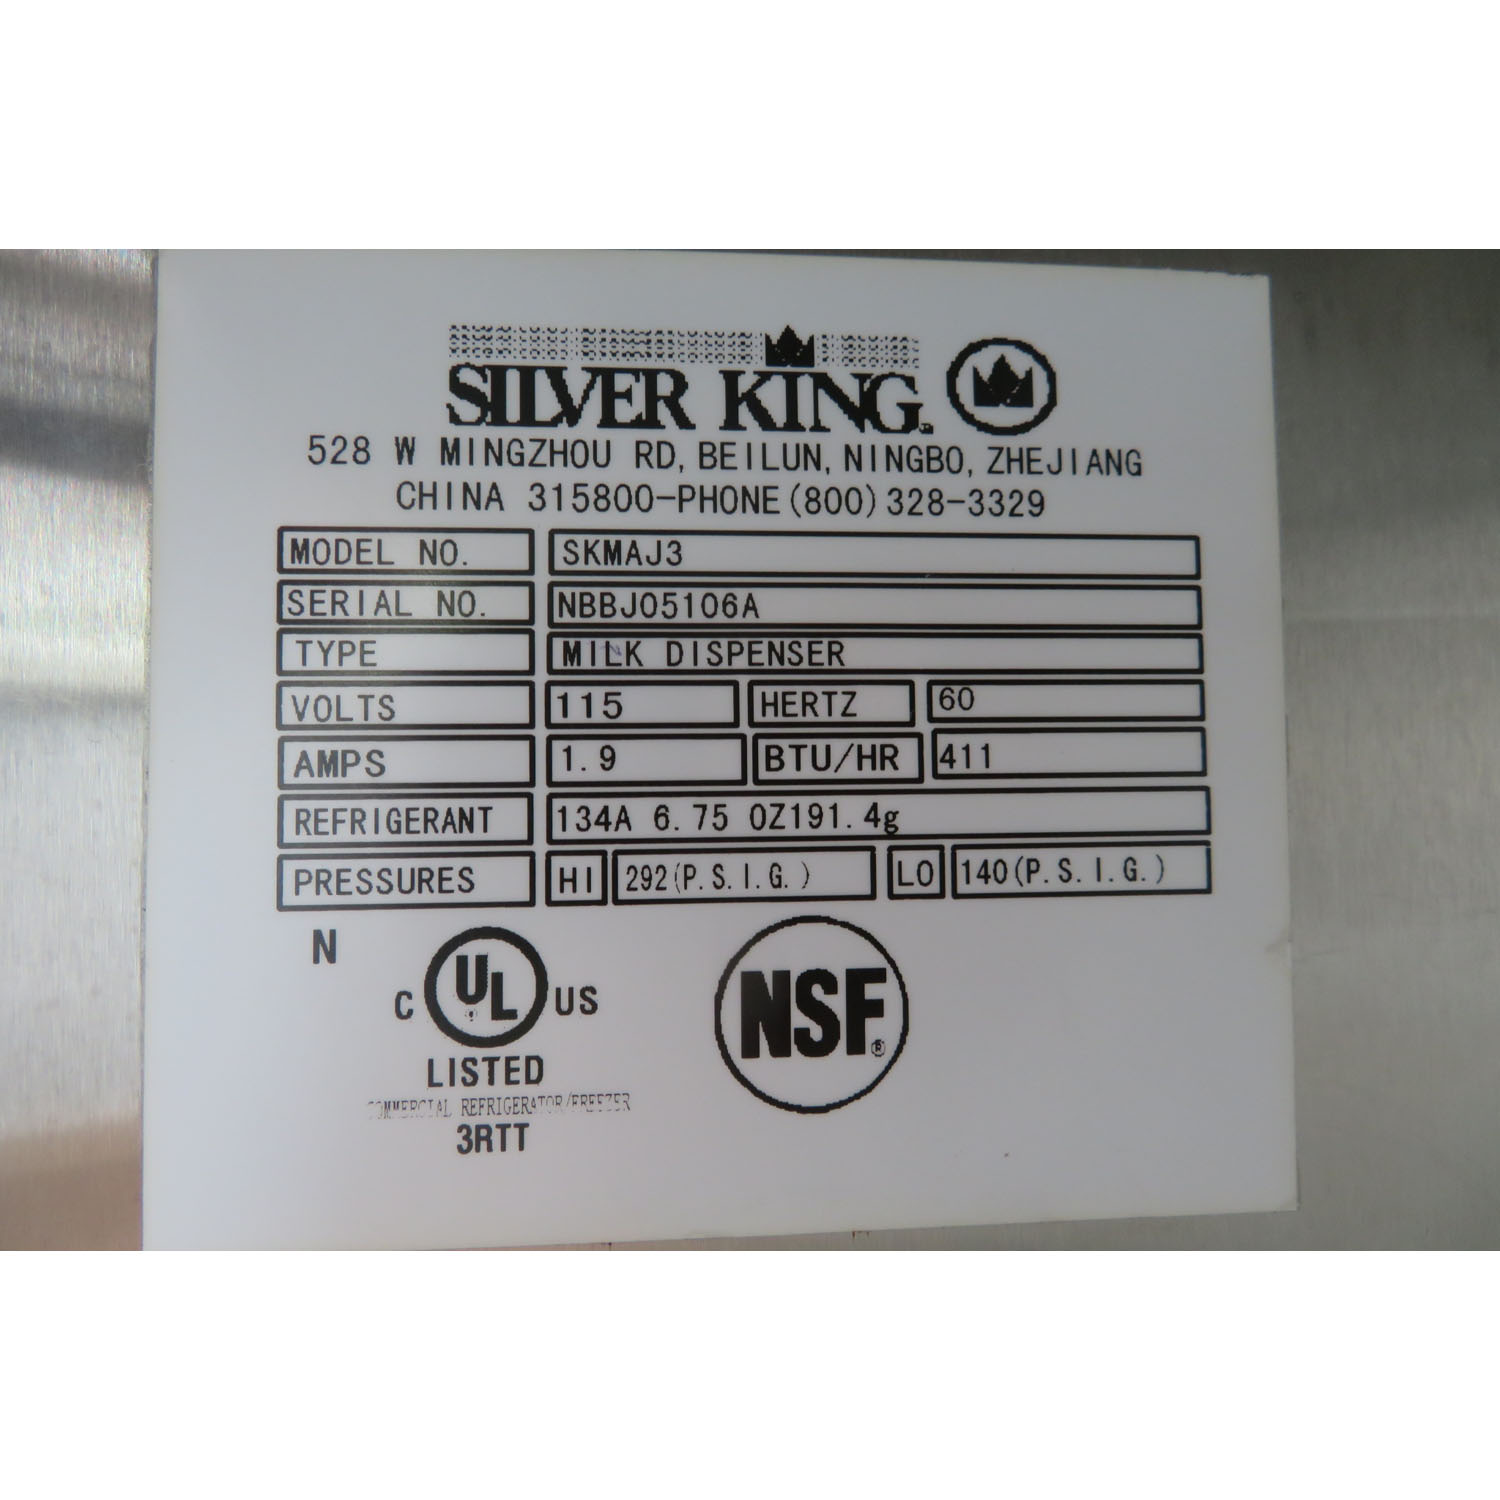 SILVER KING
528 W MINGZHOU RD, BEILUN, NINGBO, ZHEJIANG
CHINA 315800-PHONE (800) 328-3329
MODEL NO. SKMAJ3
SERIAL NO. NBBJ05106A
TYPE MILK DISPENSER
VOLTS 115 HERTZ 60
AMPS 1.9 BTU/HR 411
REFRIGERANT 134A 6.75 OZ191.4g
PRESSURES HI 292(P.S.I.G.) LO 140(P.S.I.G.)
N
C UL US
LISTED
COMMERCIAL REFRIGERATOR/FREEZER
3RTT
NSF®